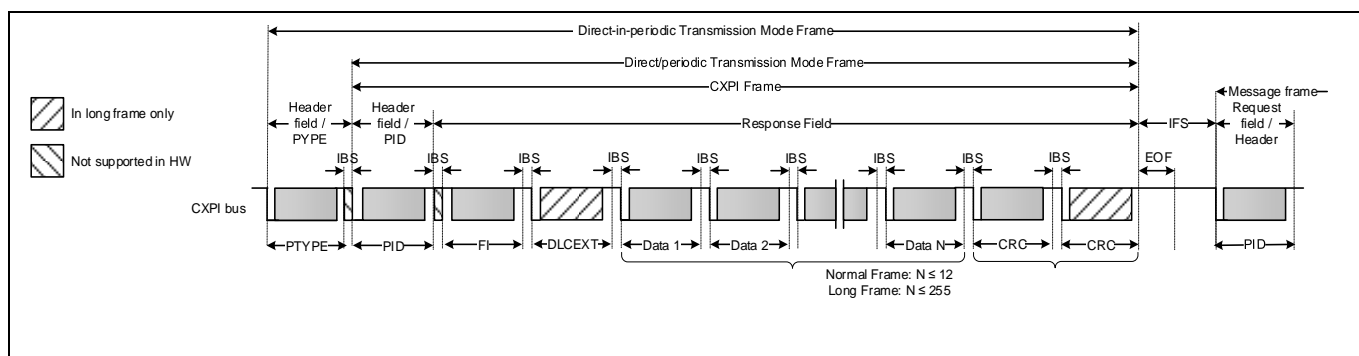 Direct-in-periodic Transmission Mode Frame
Direct/periodic Transmission Mode Frame
CXPI Frame
In long frame only
Not supported in HW
Header
field /
PYPE
Header
field /
PID
Response Field
IFS
Message frame
Request
field /
Header
IBS
IBS
IBS
IBS
IBS
IBS
IBS
IBS
IBS
EOF
CXPI bus
PTYPE
PID
FI
DLCEXT
Data 1
Data 2
Data N
CRC
CRC
PID
Normal Frame: N ≤ 12
Long Frame: N ≤ 255